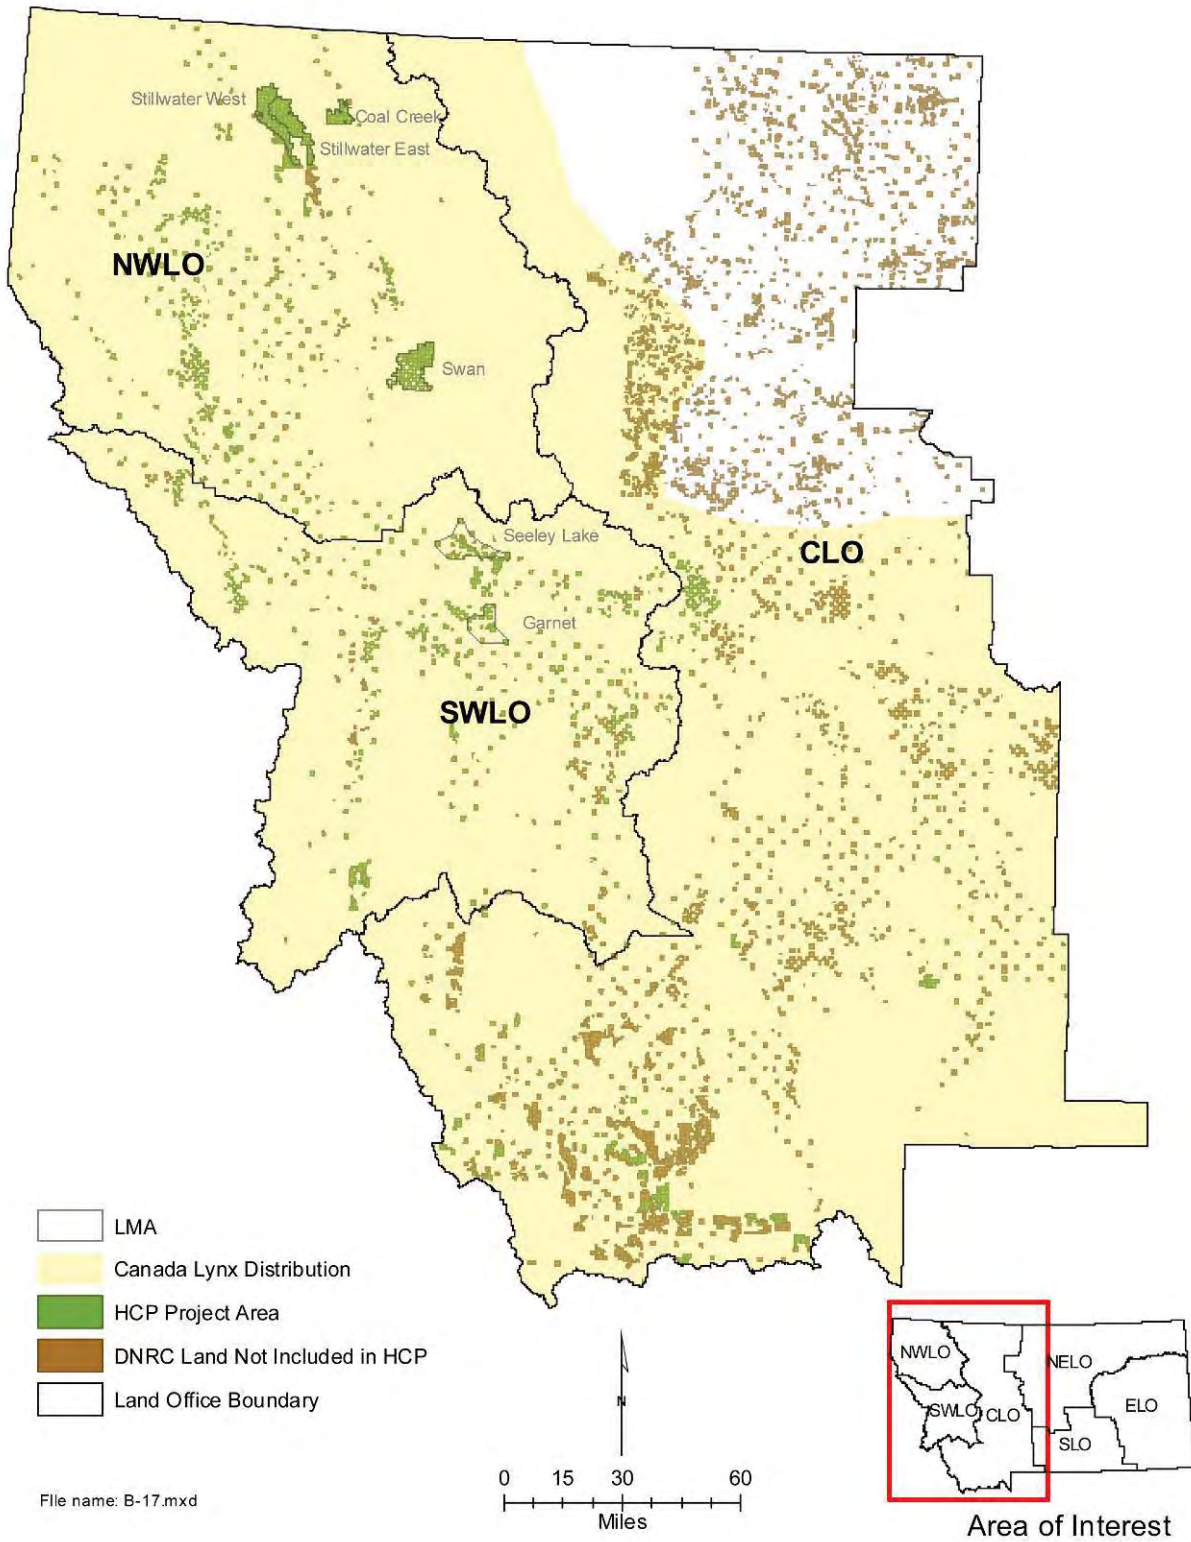 Stillwater West
Coal Creek
Stillwater East
NWLO
Swan
Seeley Lake
CLO
Garnet
SWLO
LMA
Canada Lynx Distribution
HCP Project Area
DNRC Land Not Included in HCP
Land Office Boundary
N
0 15 30 60
Miles
File name: B-17.mxd
NWLO
NELO
SWLO
CLO
ELO
SLO
Area of Interest